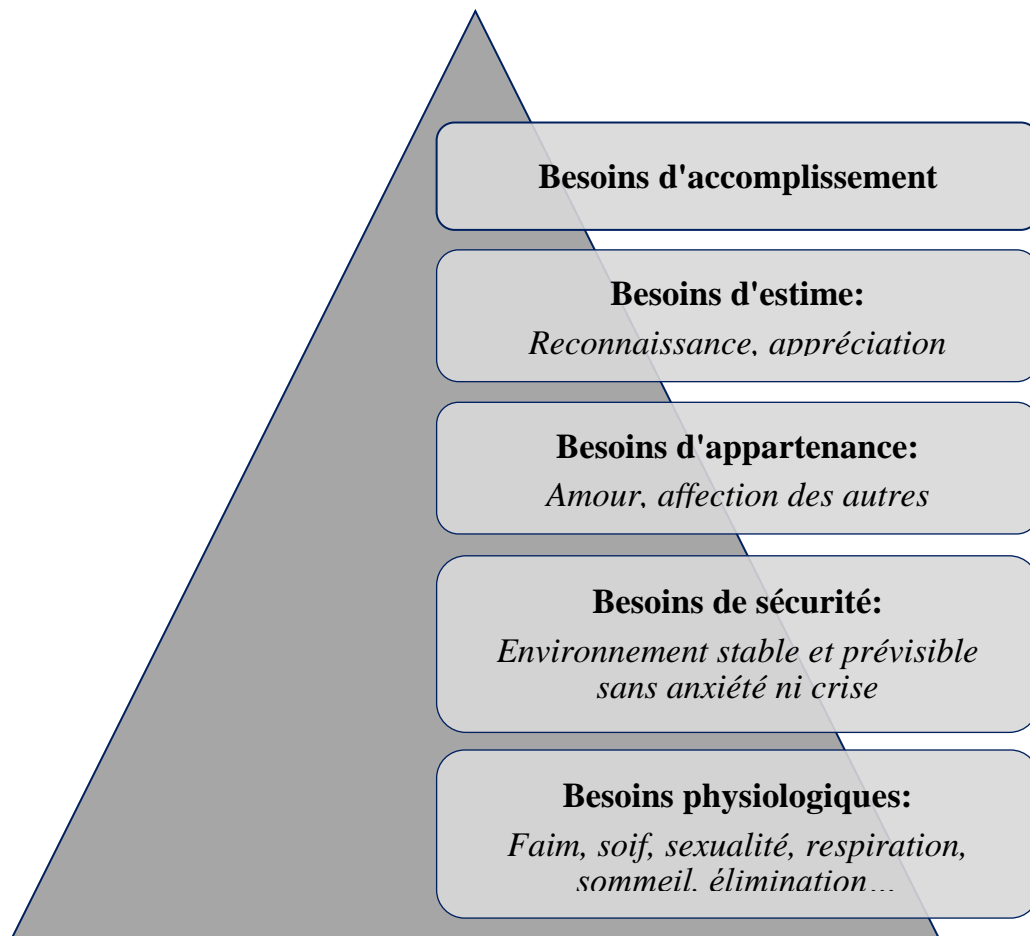 Besoins d'accomplissement
Besoins d'estime:
Reconnaissance, appréciation
Besoins d'appartenance:
Amour, affection des autres
Besoins de sécurité:
Environnement stable et prévisible
sans anxiété ni crise
Besoins physiologiques:
Faim, soif, sexualité, respiration,
sommeil, élimination…